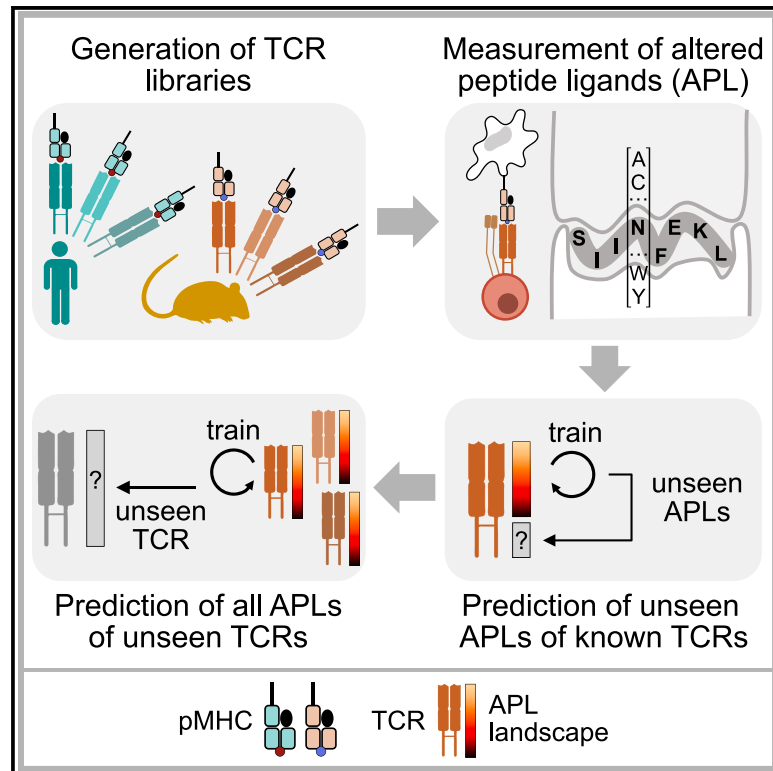 Generation of TCR
libraries
Measurement of altered
peptide ligands (APL)
A
C
...
S
I
I
N
F
E
K
L
...
W
Y
train
?
unseen
TCR
train
unseen
APLs
?
Prediction of all APLs
of unseen TCRs
Prediction of unseen
APLs of known TCRs
pMHC
TCR
APL
landscape